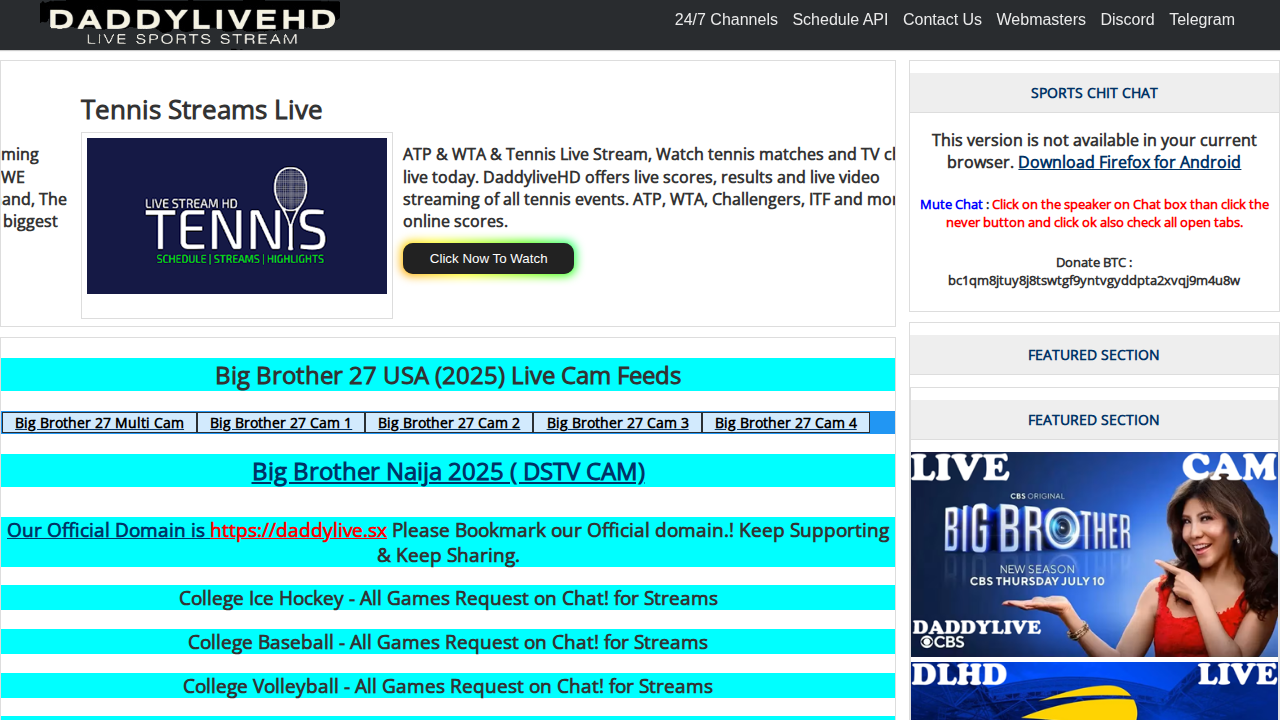 DADDYLIVEHD
LIVE SPORTS STREAM
24/7 Channels Schedule API Contact Us Webmasters Discord Telegram
Tennis Streams Live
ming
WE
and, The
biggest
LIVE STREAM HD
TENNIS
SCHEDULE | STREAMS | HIGHLIGHTS
ATP & WTA & Tennis Live Stream, Watch tennis matches and TV
live today. DaddyliveHD offers live scores, results and live video
streaming of all tennis events. ATP, WTA, Challengers, ITF and
online scores.
Click Now To Watch
Big Brother 27 USA (2025) Live Cam Feeds
Big Brother 27 Multi Cam Big Brother 27 Cam 1 Big Brother 27 Cam 2 Big Brother 27 Cam 3 Big Brother 27 Cam 4
Big Brother Naija 2025 ( DSTV CAM)
Our Official Domain is https://daddylive.sx Please Bookmark our Official domain.! Keep Supporting
& Keep Sharing.
College Ice Hockey - All Games Request on Chat! for Streams
College Baseball - All Games Request on Chat! for Streams
College Volleyball - All Games Request on Chat! for Streams
SPORTS CHIT CHAT
This version is not available in your current
browser. Download Firefox for Android
Mute Chat : Click on the speaker on Chat box than click the
never button and click ok also check all open tabs.
Donate BTC :
bc1qm8jtuy8j8tswtgf9yntvgyddpta2xvqj9m4u8w
FEATURED SECTION
FEATURED SECTION
LIVE CAM
CBS ORIGINAL
BIG BROTHER
NEW SEASON
CBS THURSDAY JULY 10
DADDYLIVE
CBS
DLHD LIVE